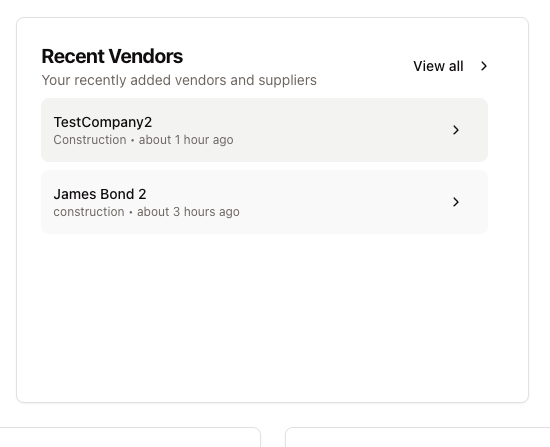 Recent Vendors
View all
Your recently added vendors and suppliers
TestCompany2
Construction • about 1 hour ago
James Bond 2
construction • about 3 hours ago